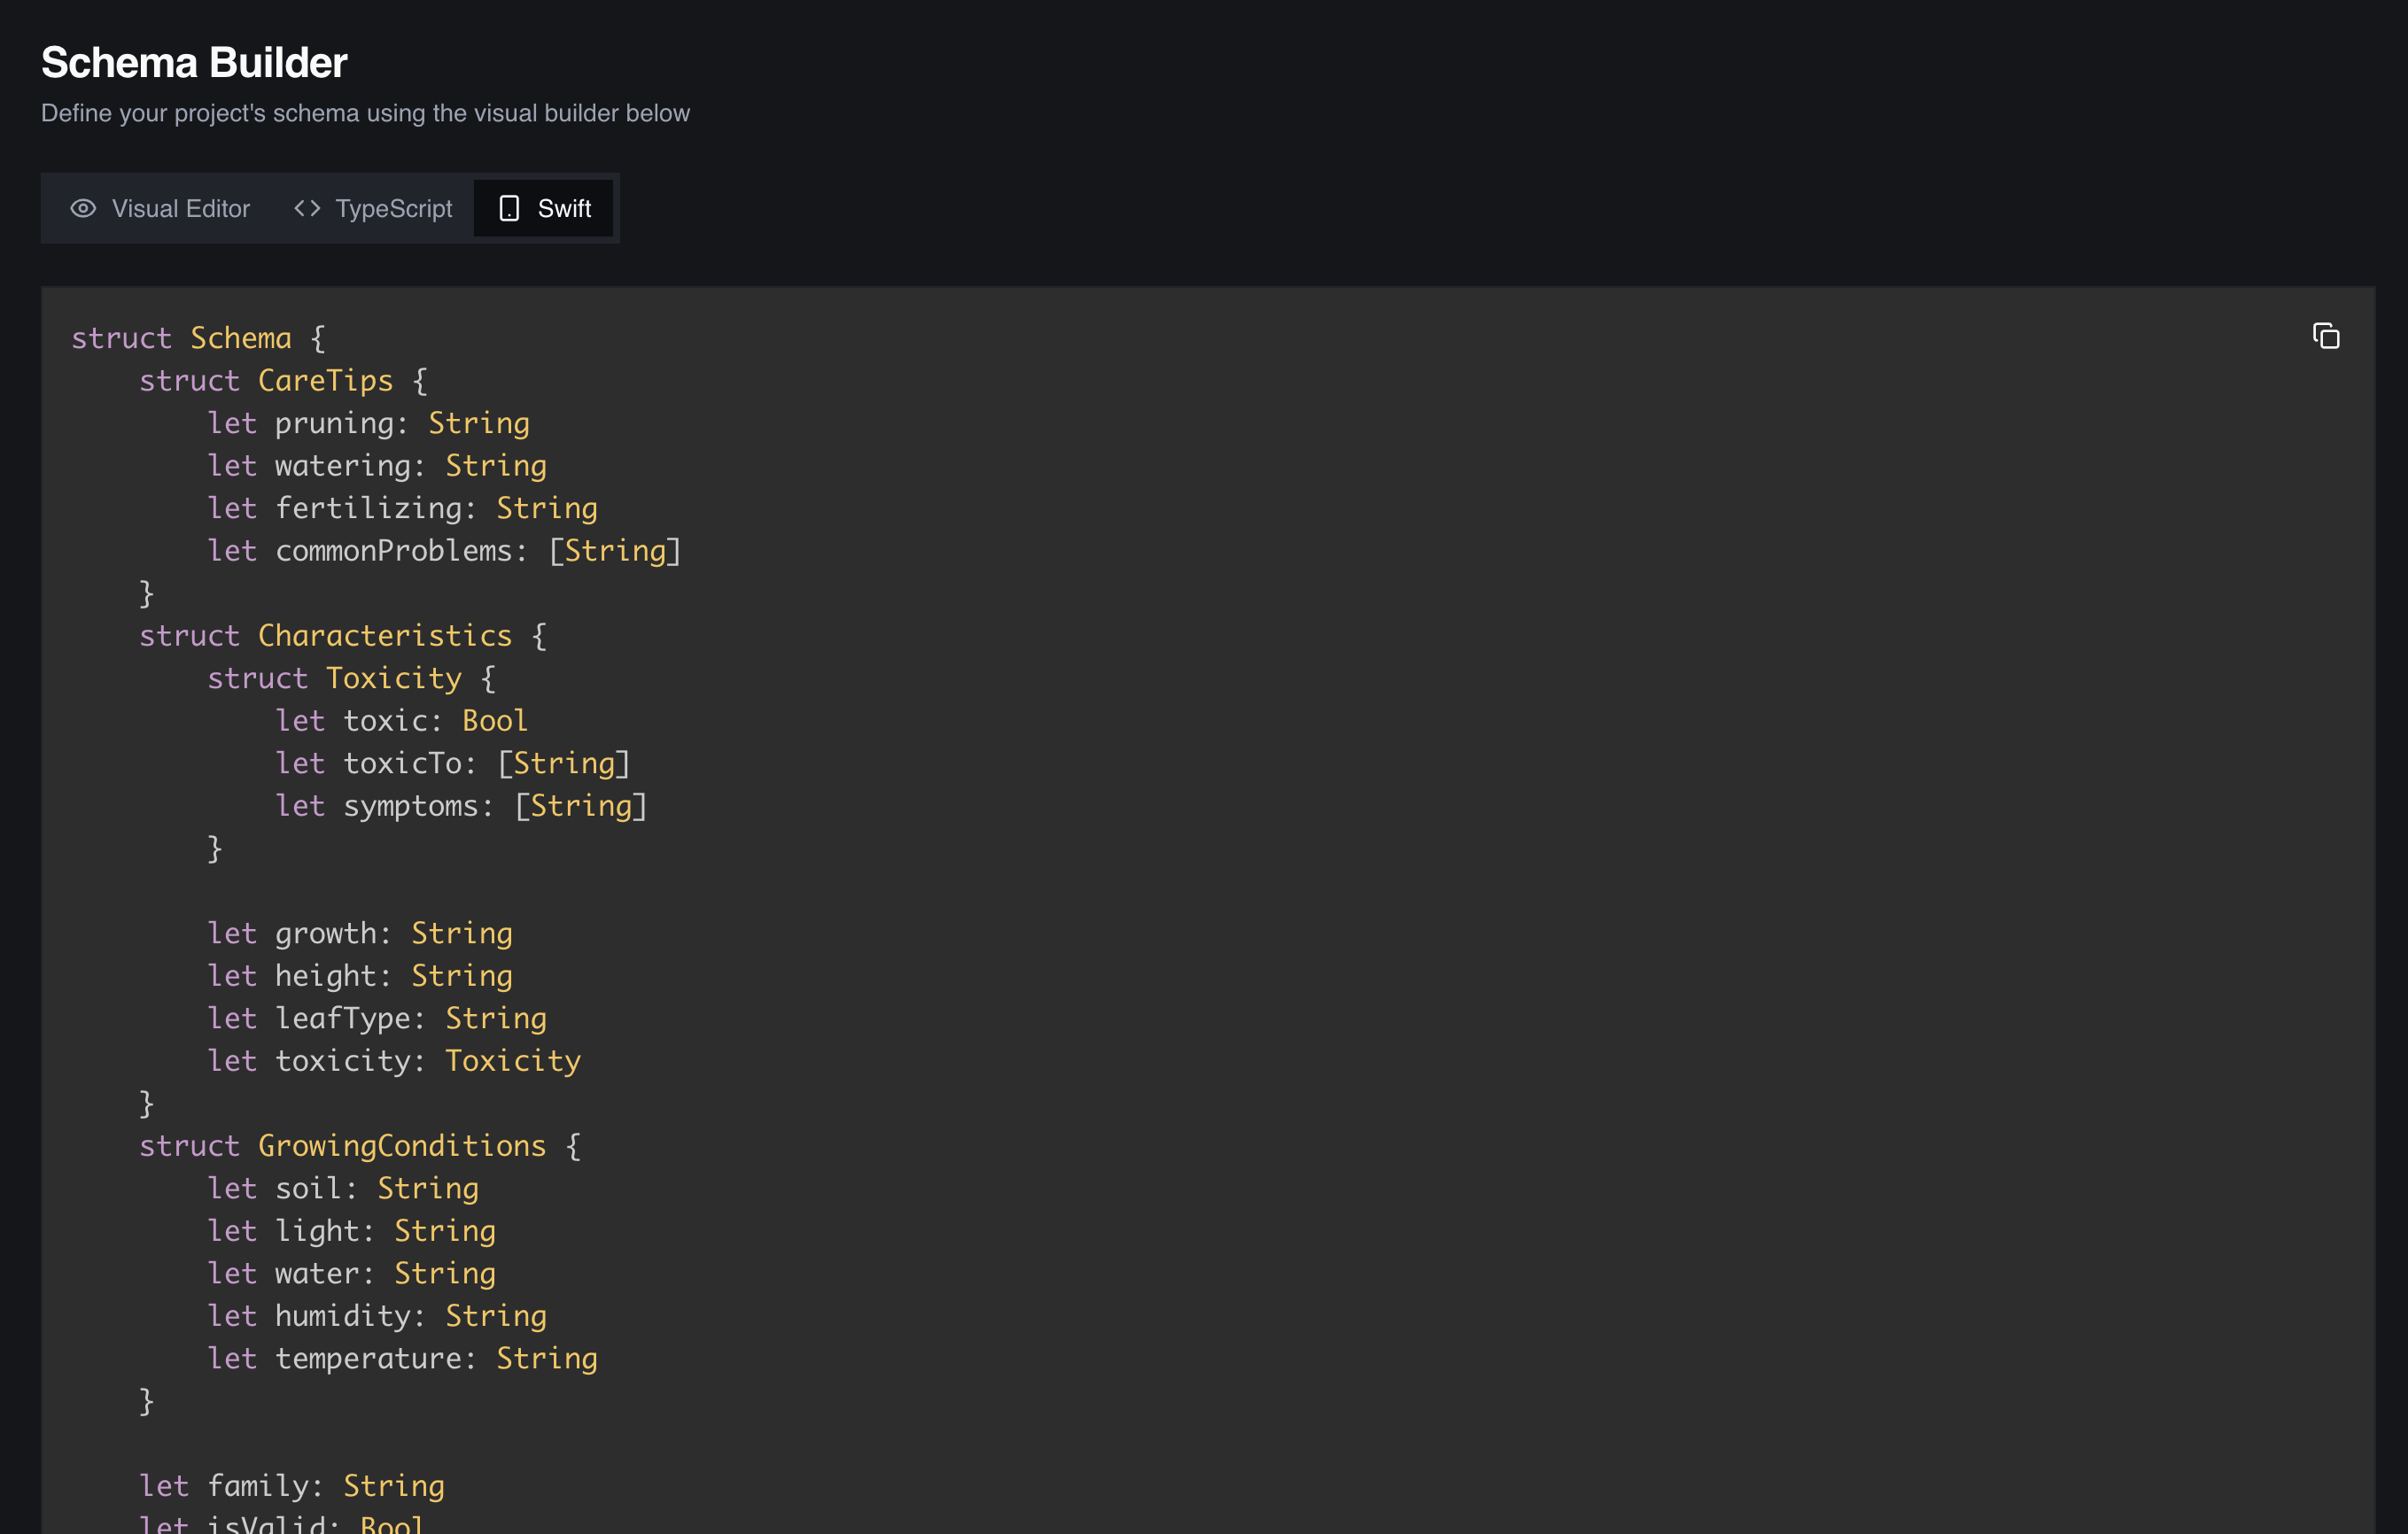 Schema Builder
Define your project's schema using the visual builder below
Visual Editor TypeScript Swift
struct Schema {
    struct CareTips {
        let pruning: String
        let watering: String
        let fertilizing: String
        let commonProblems: [String]
    }
    struct Characteristics {
        struct Toxicity {
            let toxic: Bool
            let toxicTo: [String]
            let symptoms: [String]
        }
        let growth: String
        let height: String
        let leafType: String
        let toxicity: Toxicity
    }
    struct GrowingConditions {
        let soil: String
        let light: String
        let water: String
        let humidity: String
        let temperature: String
    }
    let family: String
    let isValid: Bool